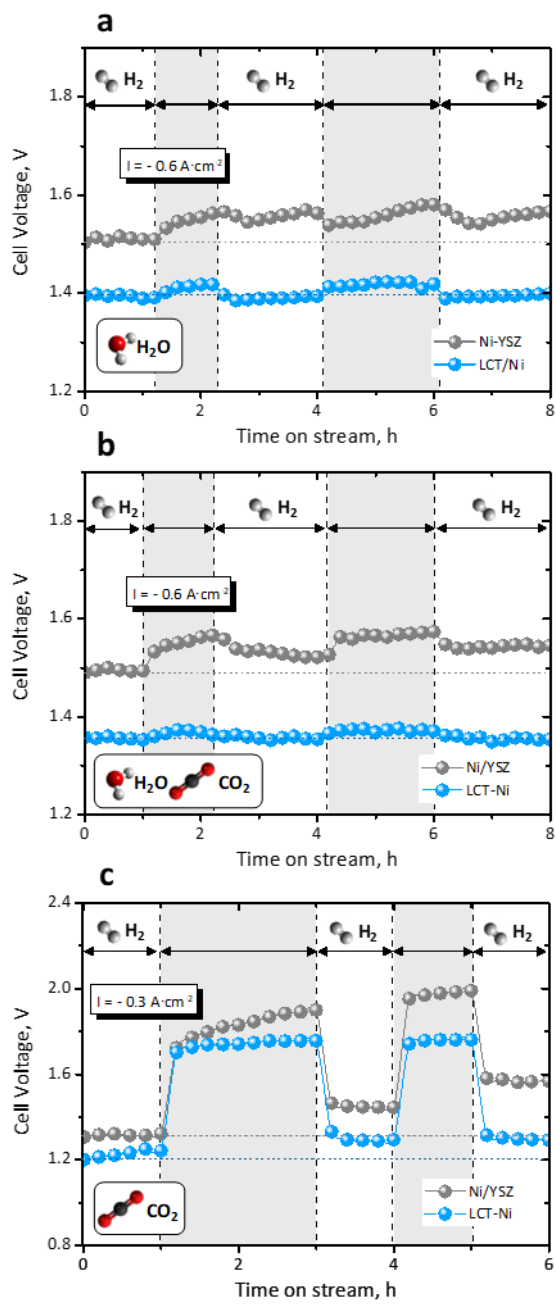 a
H2
H2
H2
I = - 0.6 A·cm-2
1.8
1.6
1.4
1.2
Cell Voltage, V
H2O
Ni-YSZ
LCT/Ni
0
2
4
6
8
Time on stream, h
b
H2
H2
H2
I = - 0.6 A·cm-2
1.9
1.8
1.6
1.4
1.2
Cell Voltage, V
H2O
CO2
Ni/YSZ
LCT-Ni
0
2
4
6
8
Time on stream, h
c
H2
H2
H2
I = - 0.3 A·cm-2
2.4
2.0
1.6
1.2
0.8
Cell Voltage, V
CO2
Ni/YSZ
LCT-Ni
0
2
4
6
Time on stream, h